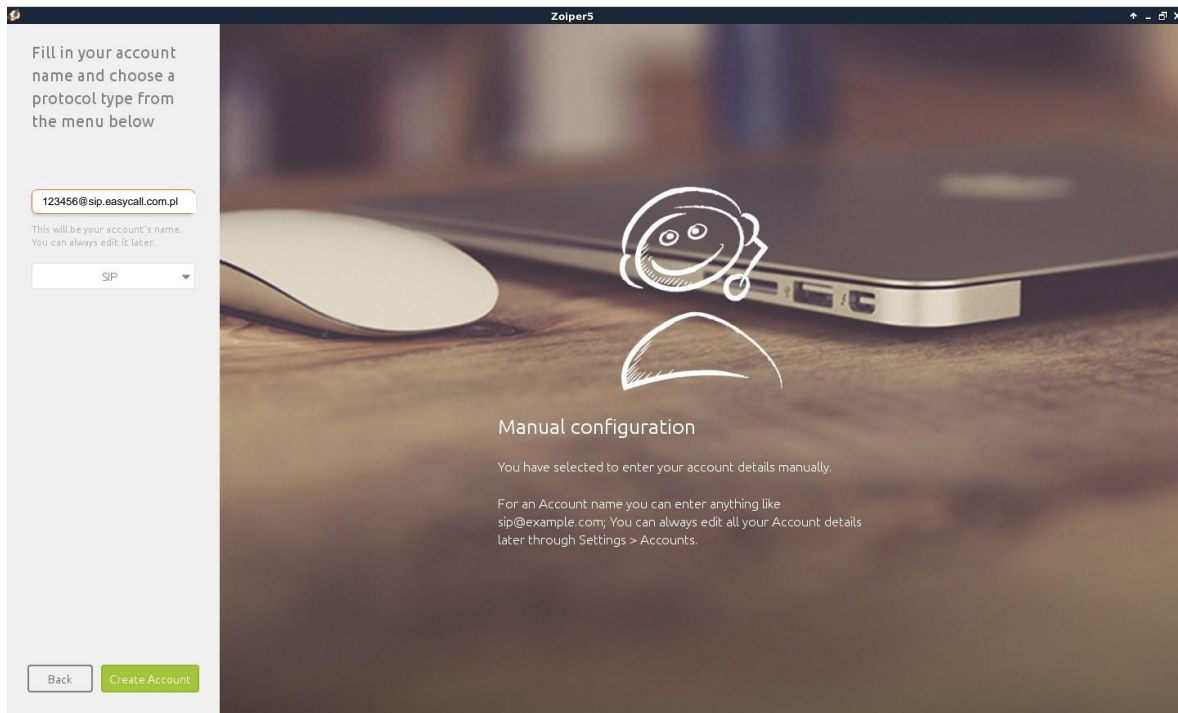 Zoiper5
Fill in your account
name and choose a
protocol type from
the menu below
123456@sip.easycall.com.pl
This will be your account's name.
You can always edit it later.
SIP
Manual configuration
You have selected to enter your account details manually.
For an Account name you can enter anything like
sip@example.com; You can always edit all your Account details
later through Settings > Accounts.
Back
Create Account